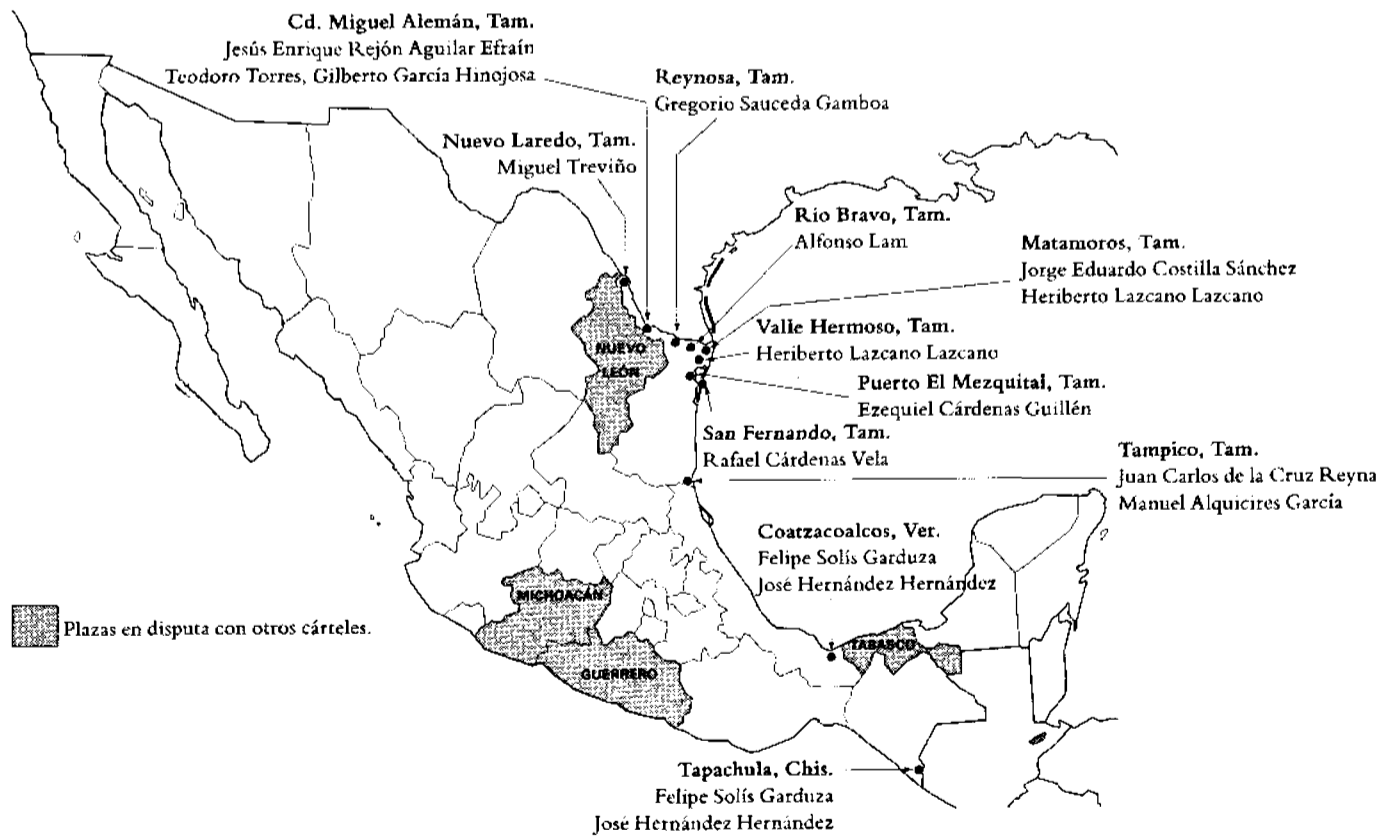 Cd. Miguel Alemán, Tam.
Jesús Enrique Rejón Aguilar Efraín
Teodoro Torres, Gilberto García Hinojosa
Reynosa, Tam.
Gregorio Sauceda Gamboa
Nuevo Laredo, Tam.
Miguel Treviño
Río Bravo, Tam.
Alfonso Lam
Matamoros, Tam.
Jorge Eduardo Costilla Sánchez
Heriberto Lazcano Lazcano
Valle Hermoso, Tam.
Heriberto Lazcano Lazcano
NUEVO
LEÓN
Puerto El Mezquital, Tam.
Ezequiel Cárdenas Guillén
San Fernando, Tam.
Rafael Cárdenas Vela
Tampico, Tam.
Juan Carlos de la Cruz Reyna
Manuel Alquicires García
Coatzacoalcos, Ver.
Felipe Solís Garduza
José Hernández Hernández
MICHOACÁN
Plazas en disputa con otros cárteles.
TABASCO
GUERRERO
Tapachula, Chis.
Felipe Solís Garduza
José Hernández Hernández